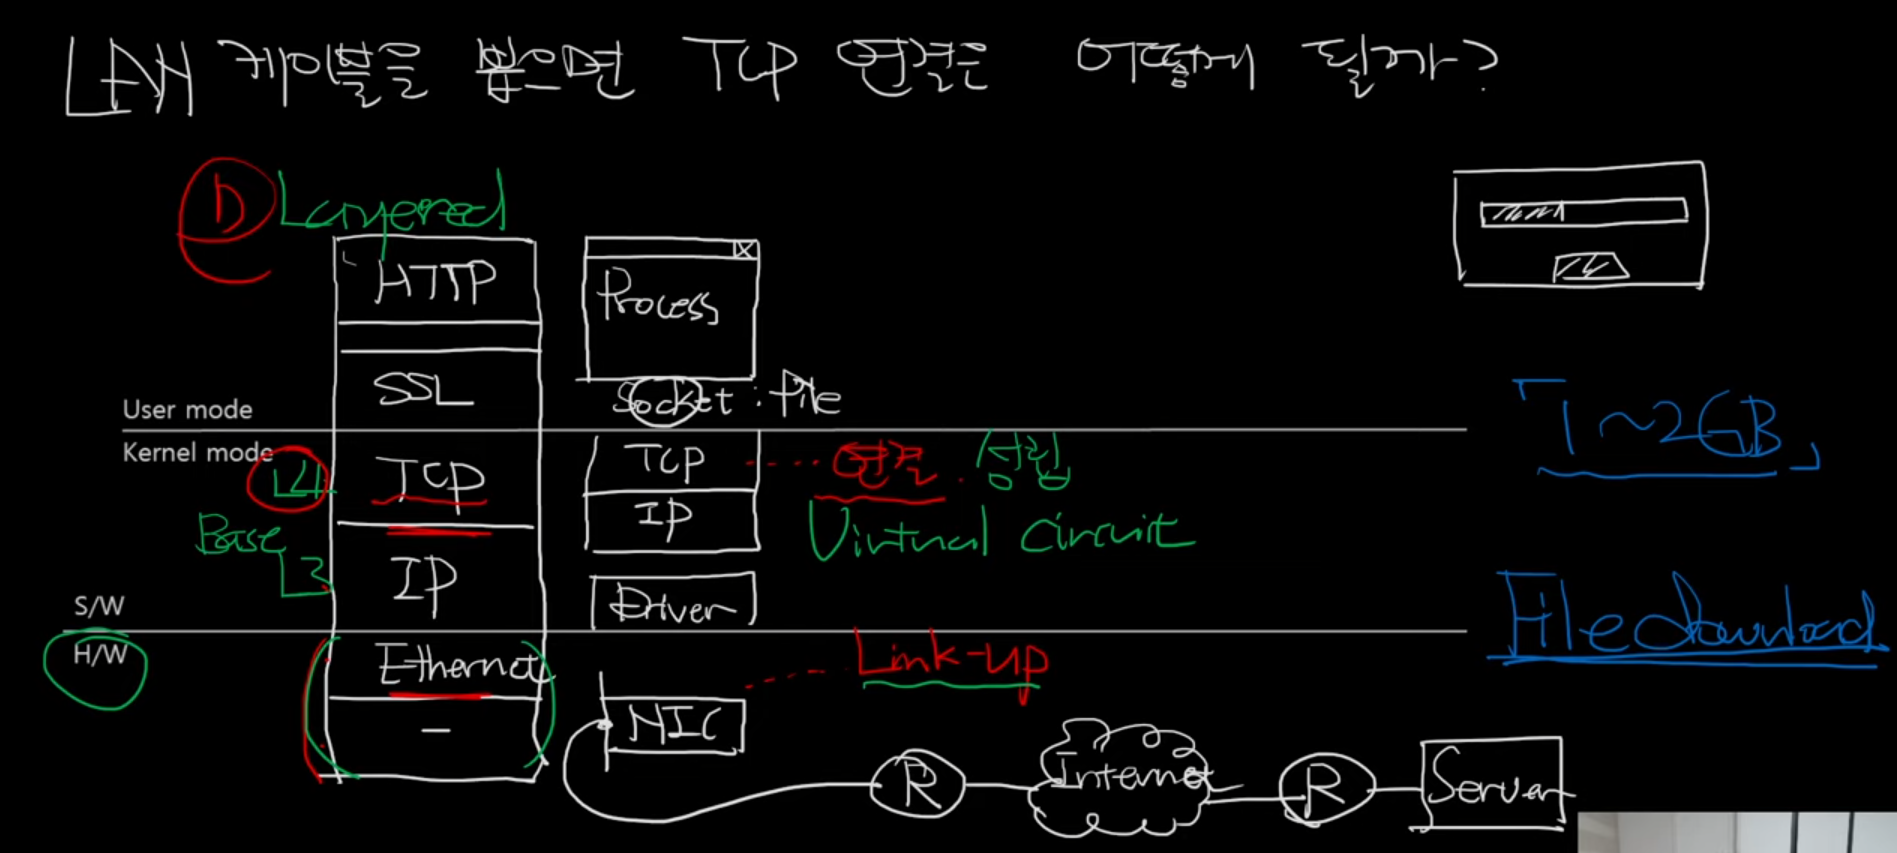 LAN 케이블을 뽑으면 TCP 연결은 어떻게 될까?
D Layered
HTTP
Process
SSL
Socket : File
User mode
Kernel mode
L4
TCP
TCP
연결. 성립
IP
Virtual Circuit
Base
L3
IP
Driver
S/W
H/W
Ethernet
Link-up
-
NIC
R
Internet
R
Server
「1~2GB」
File download